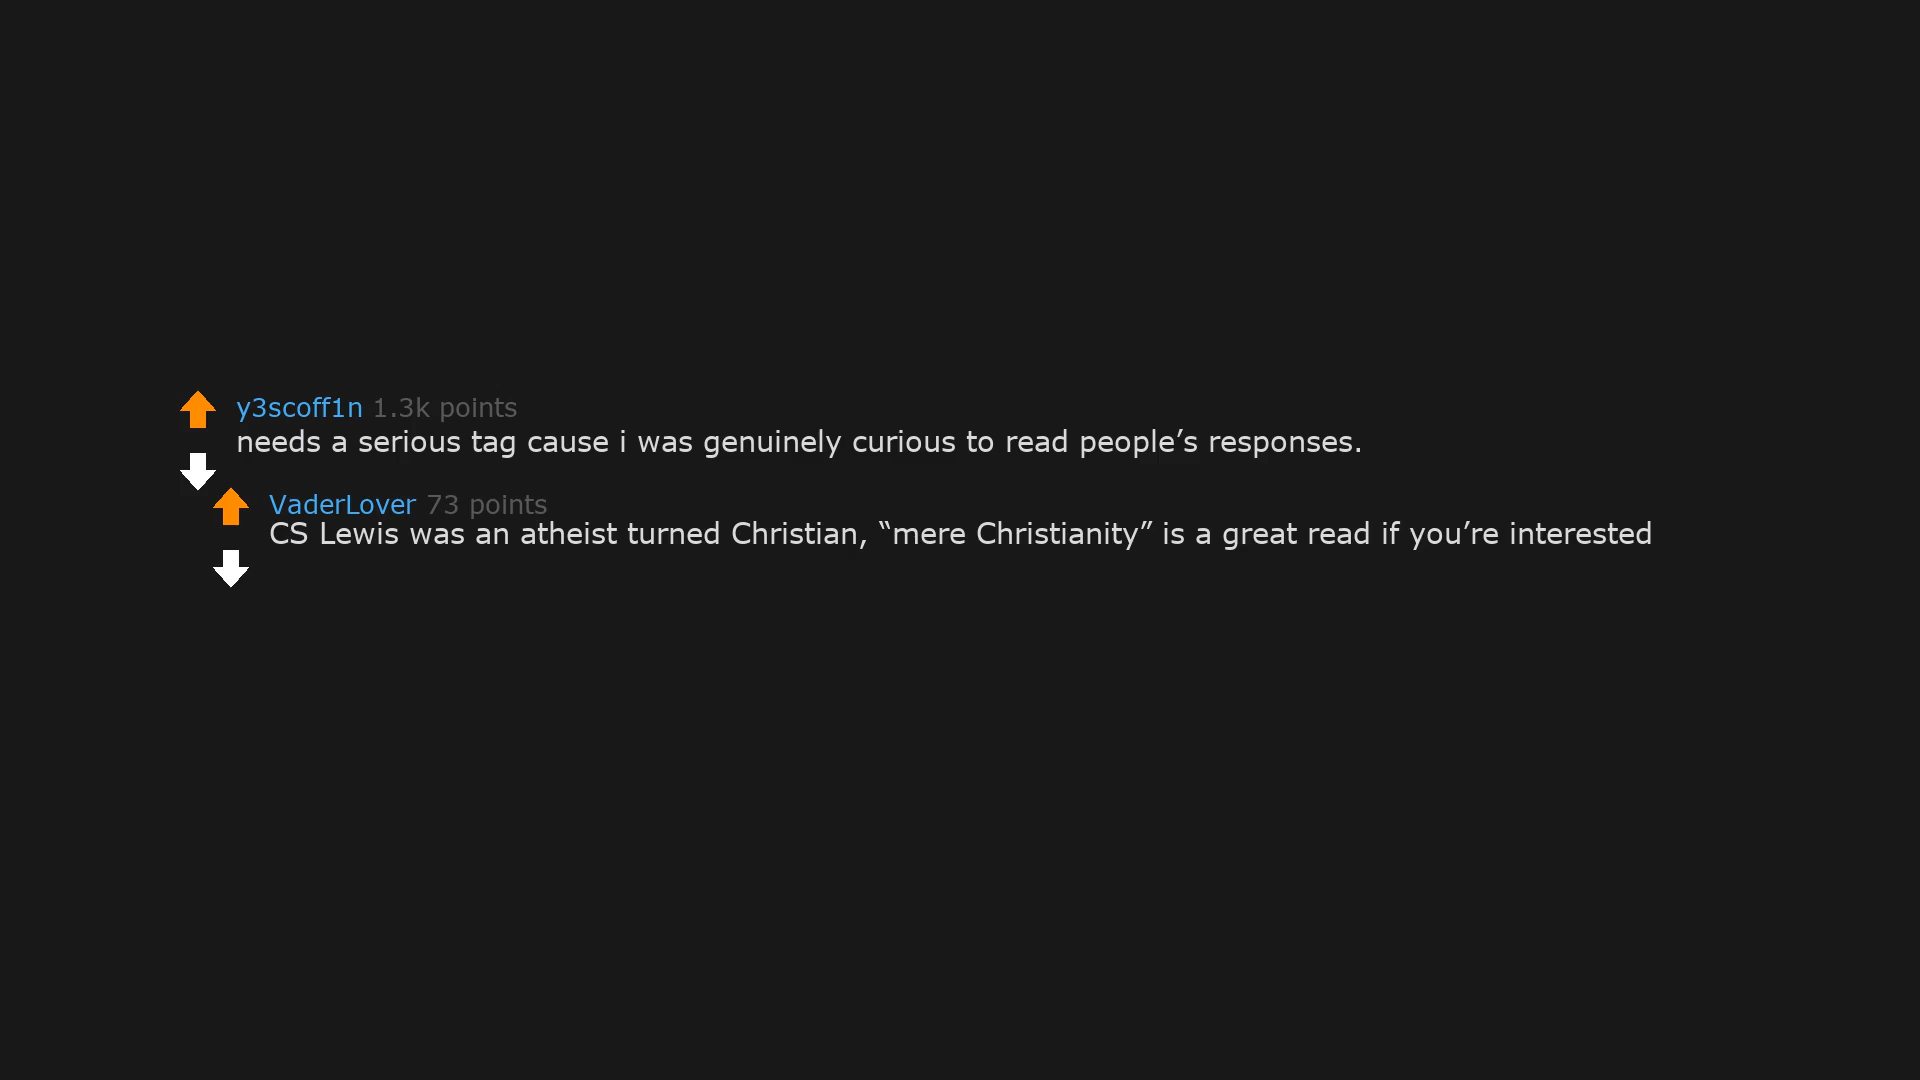 y3scoff1n 1.3k points
needs a serious tag cause i was genuinely curious to read people’s responses.
VaderLover 73 points
CS Lewis was an atheist turned Christian, “mere Christianity” is a great read if you’re interested